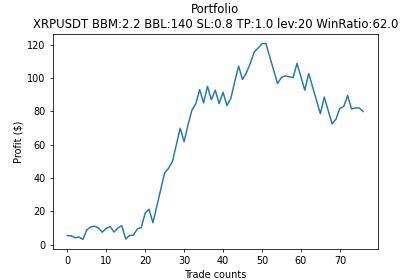 Portfolio
XRPUSDT BBM:2.2 BBL:140 SL:0.8 TP:1.0 lev:20 WinRatio:62.0
120
100
80
60
40
20
0
Profit ($)
0 10 20 30 40 50 60 70
Trade counts